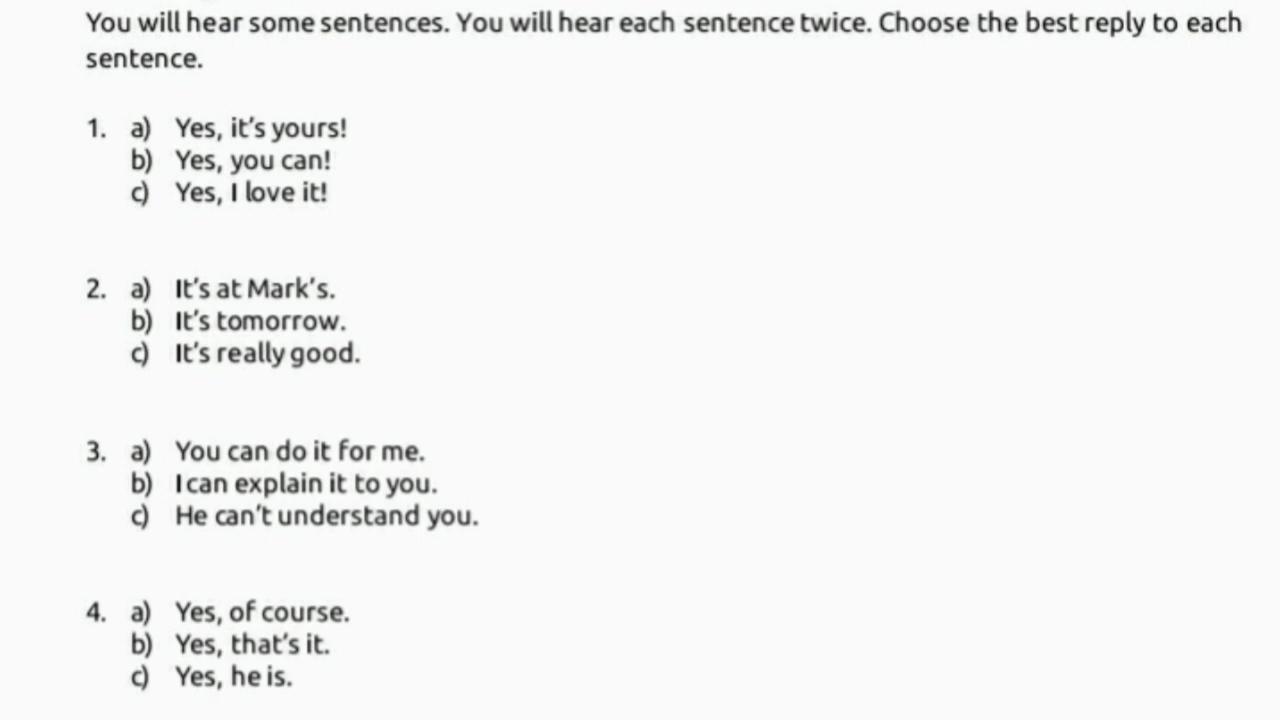 You will hear some sentences. You will hear each sentence twice. Choose the best reply to each
sentence.
1. a) Yes, it's yours!
b) Yes, you can!
c) Yes, I love it!
2. a) It's at Mark's.
b) It's tomorrow.
c) It's really good.
3. a) You can do it for me.
b) I can explain it to you.
c) He can't understand you.
4. a) Yes, of course.
b) Yes, that's it.
c) Yes, he is.